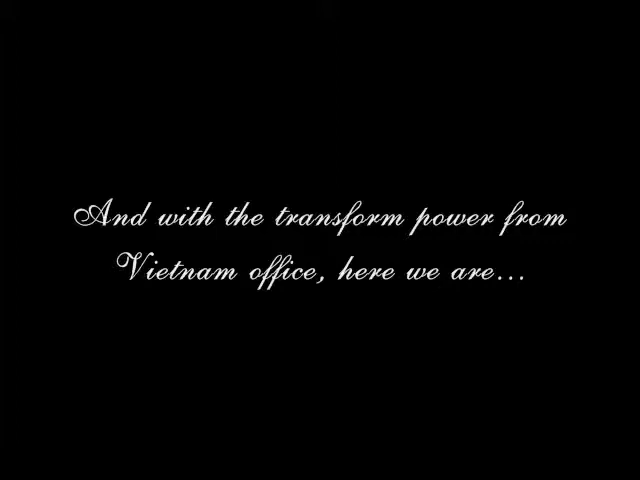 And with the transform power from
Vietnam office, here we are...